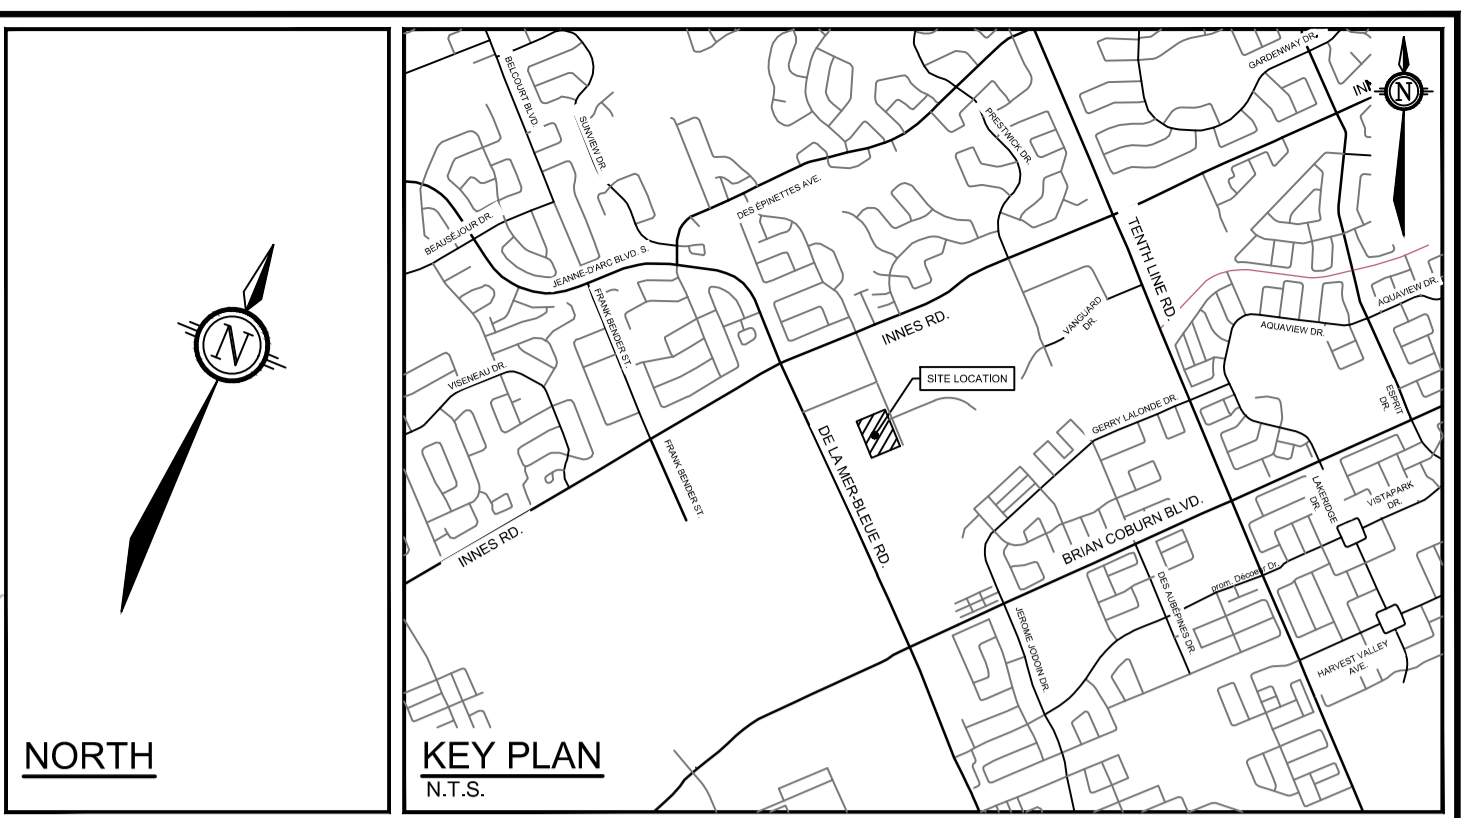 N
NORTH
BELCOURT BLVD.
SUNVIEW DR.
GARDENWAY DR.
N
PRESTWICK DR.
DES ÉPINETTES AVE.
BEAUSÉJOUR DR.
JEANNE-D'ARC BLVD. S.
TENTH LINE RD.
FRANK BENDER ST.
INNES RD.
VANGUARD
DR.
AQUAVIEW DR.
AQUAVIEW DR.
VISENEAU DR.
SITE LOCATION
ESPRIT
DR.
GERRY LALONDE DR.
DE LA MER-BLEUE RD.
FRANK BENDER ST.
LAKERIDGE
DR.
VISTAPARK
DR.
INNES RD.
BRIAN COBURN BLVD.
prom. Décoeur Dr.
DES AUBÉPINES DR.
JEROME JODOIN DR.
HARVEST VALLEY
AVE.
KEY PLAN
N.T.S.